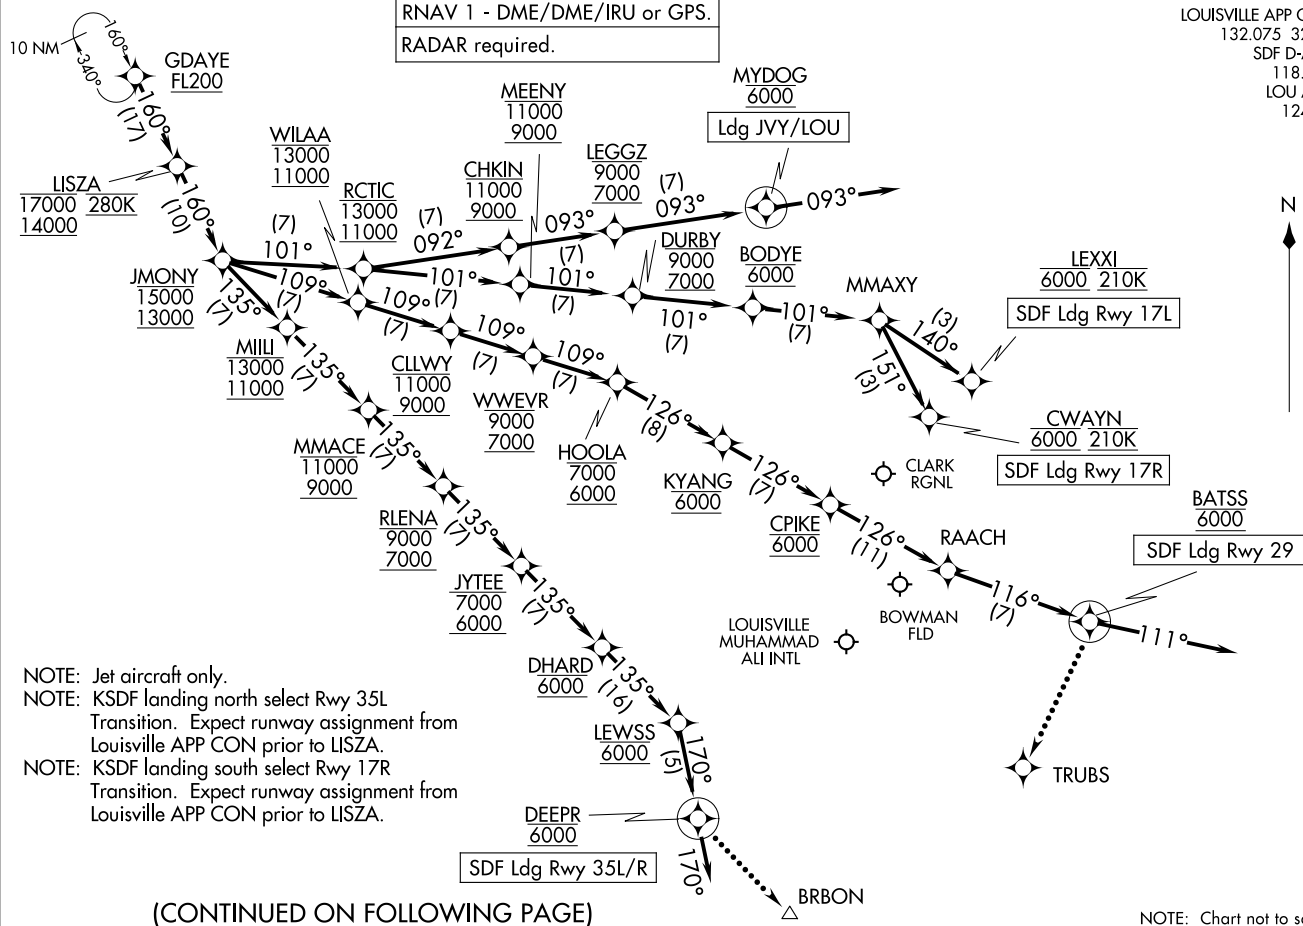 RNAV 1 - DME/DME/IRU or GPS.
RADAR required.
LOUISVILLE APP
132.075
SDF
118.
LOU
10 NM
160°
340°
GDAYE
FL200
160°
(17)
LISZA
17000 280K
14000
160°
(10)
JMONY
15000
13000
WILAA
13000
11000
RCTIC
13000
11000
(7)
101°
109°
(7)
135°
(7)
(7)
092°
CHKIN
11000
9000
MEENY
11000
9000
093°
(7)
LEGGZ
9000
7000
(7)
093°
MYDOG
6000
Ldg JVY/LOU
093°
101°
(7)
101°
(7)
DURBY
9000
7000
101°
(7)
BODYE
6000
101°
(7)
MMAXY
(3)
140°
LEXXI
6000 210K
SDF Ldg Rwy 17L
151°
(3)
CWAYN
6000 210K
SDF Ldg Rwy 17R
N
109°
(7)
CLLWY
11000
9000
109°
(7)
WWEVR
9000
7000
109°
(7)
HOOLA
7000
6000
126°
(8)
KYANG
6000
126°
(7)
CPIKE
6000
126°
(11)
RAACH
116°
(7)
BATSS
6000
SDF Ldg Rwy 29
111°
TRUBS
CLARK
RGNL
BOWMAN
FLD
LOUISVILLE
MUHAMMAD
ALI INTL
MIILI
13000
11000
135°
(7)
MMACE
11000
9000
135°
(7)
RLENA
9000
7000
135°
(7)
JYTEE
7000
6000
135°
(7)
DHARD
6000
135°
(16)
LEWSS
6000
170°
(5)
DEEPR
6000
SDF Ldg Rwy 35L/R
170°
BRBON
NOTE: Jet aircraft only.
NOTE: KSDF landing north select Rwy 35L
Transition. Expect runway assignment from
Louisville APP CON prior to LISZA.
NOTE: KSDF landing south select Rwy 17R
Transition. Expect runway assignment from
Louisville APP CON prior to LISZA.
(CONTINUED ON FOLLOWING PAGE)
NOTE: Chart not to